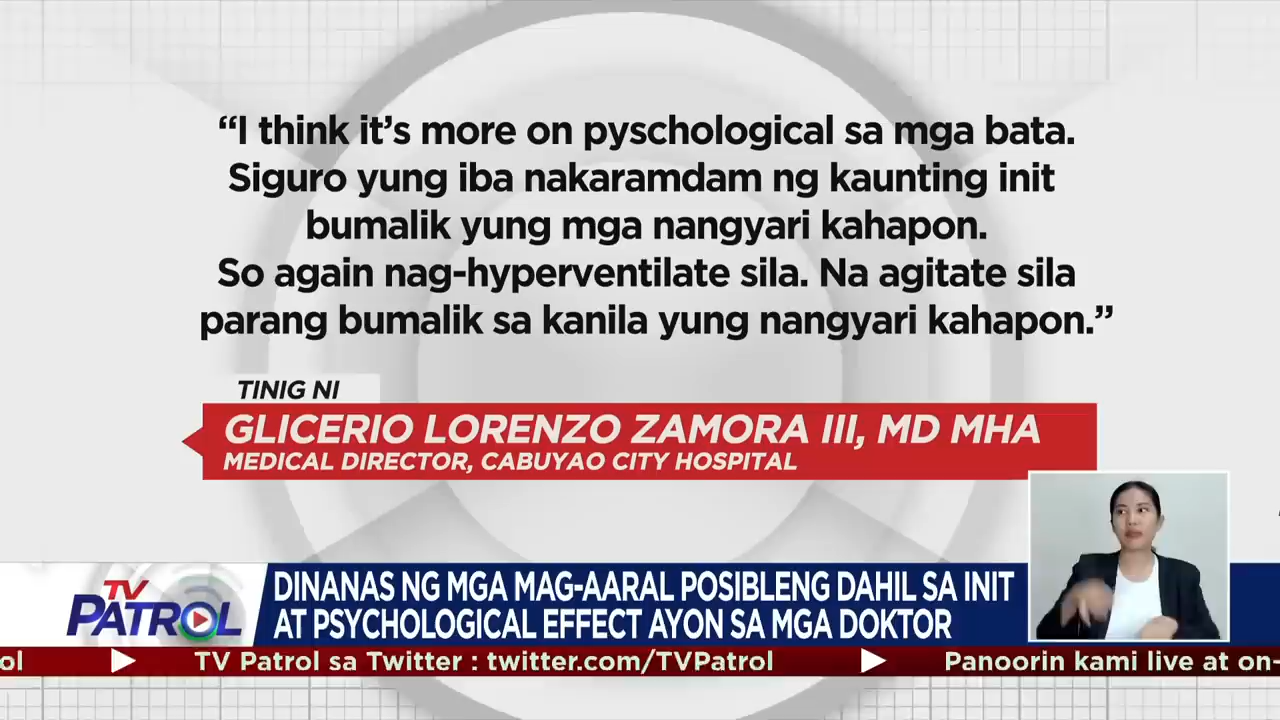 “I think it’s more on pyschological sa mga bata.
Siguro yung iba nakaramdam ng kaunting init
bumalik yung mga nangyari kahapon.
So again nag-hyperventilate sila. Na agitate sila
parang bumalik sa kanila yung nangyari kahapon.”
TINIG NI
GLICERIO LORENZO ZAMORA III, MD MHA
MEDICAL DIRECTOR, CABUYAO CITY HOSPITAL
TV
PATROL
DINANAS NG MGA MAG-AARAL POSIBLENG DAHIL SA INIT
AT PSYCHOLOGICAL EFFECT AYON SA MGA DOKTOR
ol TV Patrol sa Twitter : twitter.com/TVPatrol Panoorin kami live at on-